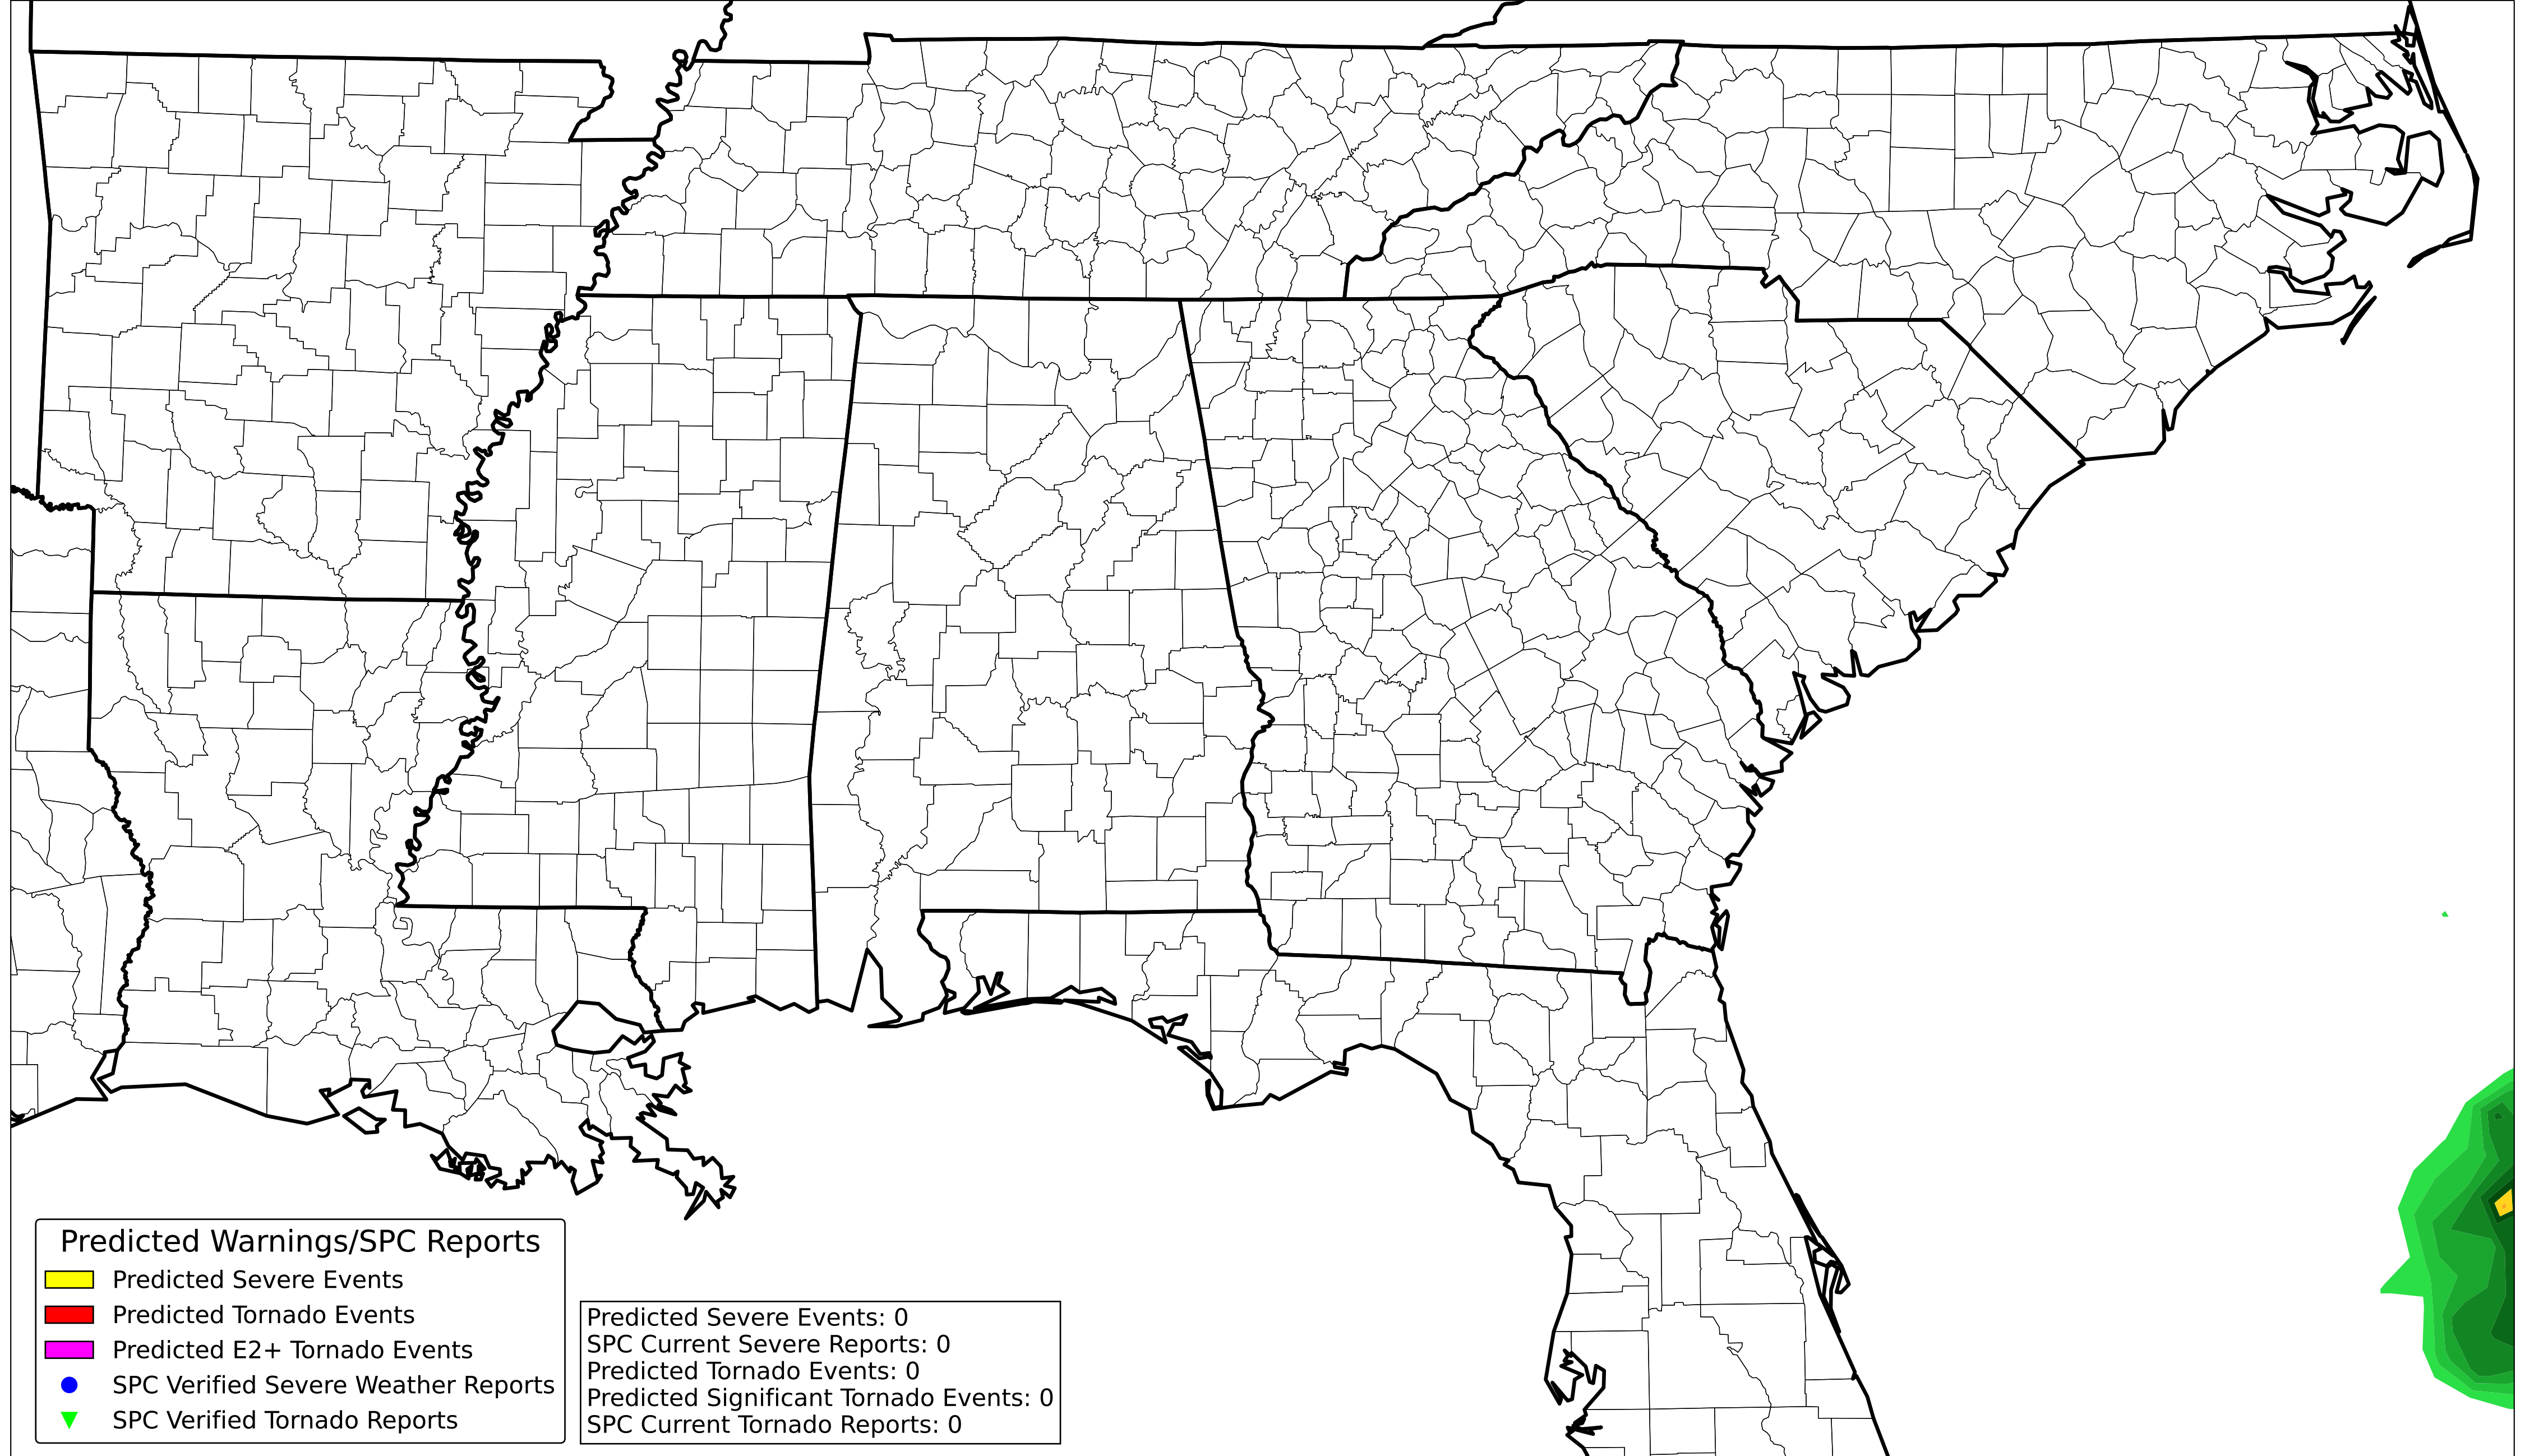 Predicted Warnings/SPC Reports
Predicted Severe Events
Predicted Tornado Events
Predicted E2+ Tornado Events
SPC Verified Severe Weather Reports
SPC Verified Tornado Reports
Predicted Severe Events: 0
SPC Current Severe Reports: 0
Predicted Tornado Events: 0
Predicted Significant Tornado Events: 0
SPC Current Tornado Reports: 0